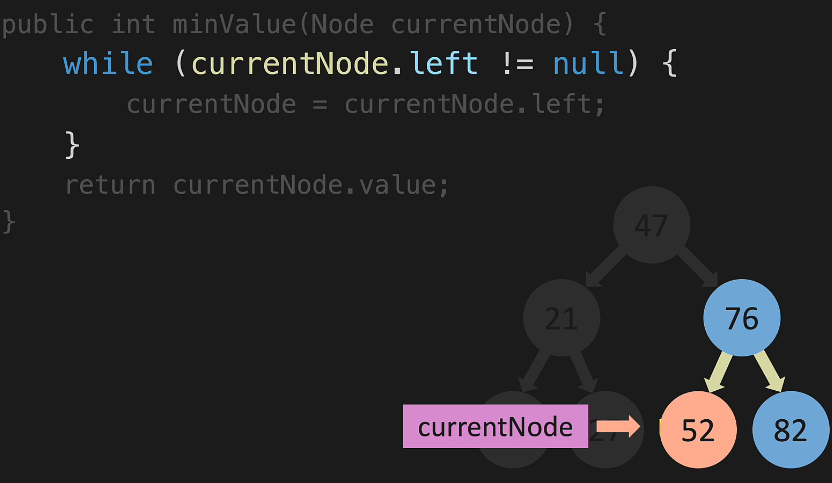 public int minValue(Node currentNode) {
    while (currentNode.left != null) {
        currentNode = currentNode.left;
    }
    return currentNode.value;
}
47
21
76
currentNode
27
52
82